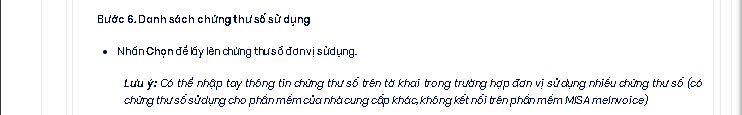 Bước 6. Danh sách chứng thư số sử dụng
• Nhấn Chọn để lấy lên chứng thư số đơn vị sử dụng.
Lưu ý: Có thể nhập tay thông tin chứng thư số trên tờ khai trong trường hợp đơn vị sử dụng nhiều chứng thư số (có
chứng thư số sử dụng cho phần mềm của nhà cung cấp khác, không kết nối trên phần mềm MISA meInvoice)